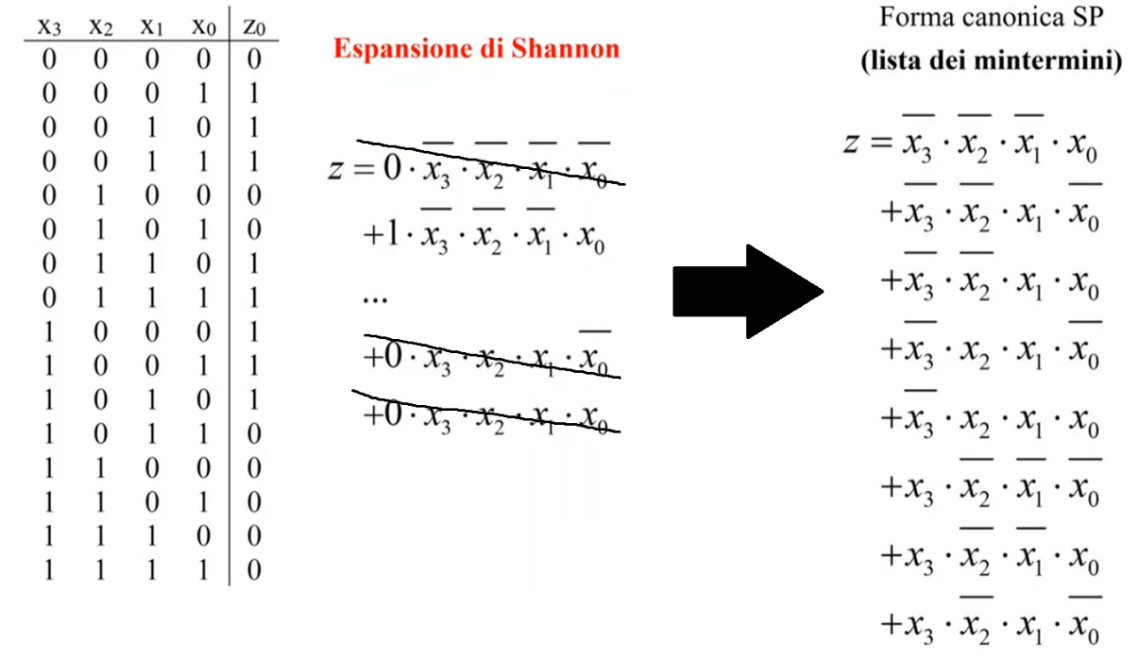 x₃ x₂ x₁ x₀ z₀
0 0 0 0 0
0 0 0 1 1
0 0 1 0 1
0 0 1 1 1
0 1 0 0 0
0 1 0 1 0
0 1 1 0 1
0 1 1 1 1
1 0 0 0 1
1 0 0 1 1
1 0 1 0 1
1 0 1 1 0
1 1 0 0 0
1 1 0 1 0
1 1 1 0 0
1 1 1 1 0
Espansione di Shannon
z = 0 · x̅₃ · x̅₂ · x̅₁ · x̅₀
+1 · x̅₃ · x̅₂ · x̅₁ · x₀
...
+0 · x₃ · x₂ · x₁ · x̅₀
+0 · x₃ · x₂ · x₁ · x₀
Forma canonica SP
(lista dei mintermini)
z = x̅₃ · x̅₂ · x̅₁ · x₀
+x̅₃ · x̅₂ · x₁ · x̅₀
+x̅₃ · x̅₂ · x₁ · x₀
+x̅₃ · x₂ · x₁ · x̅₀
+x̅₃ · x₂ · x₁ · x₀
+x₃ · x̅₂ · x̅₁ · x̅₀
+x₃ · x̅₂ · x̅₁ · x₀
+x₃ · x̅₂ · x₁ · x̅₀